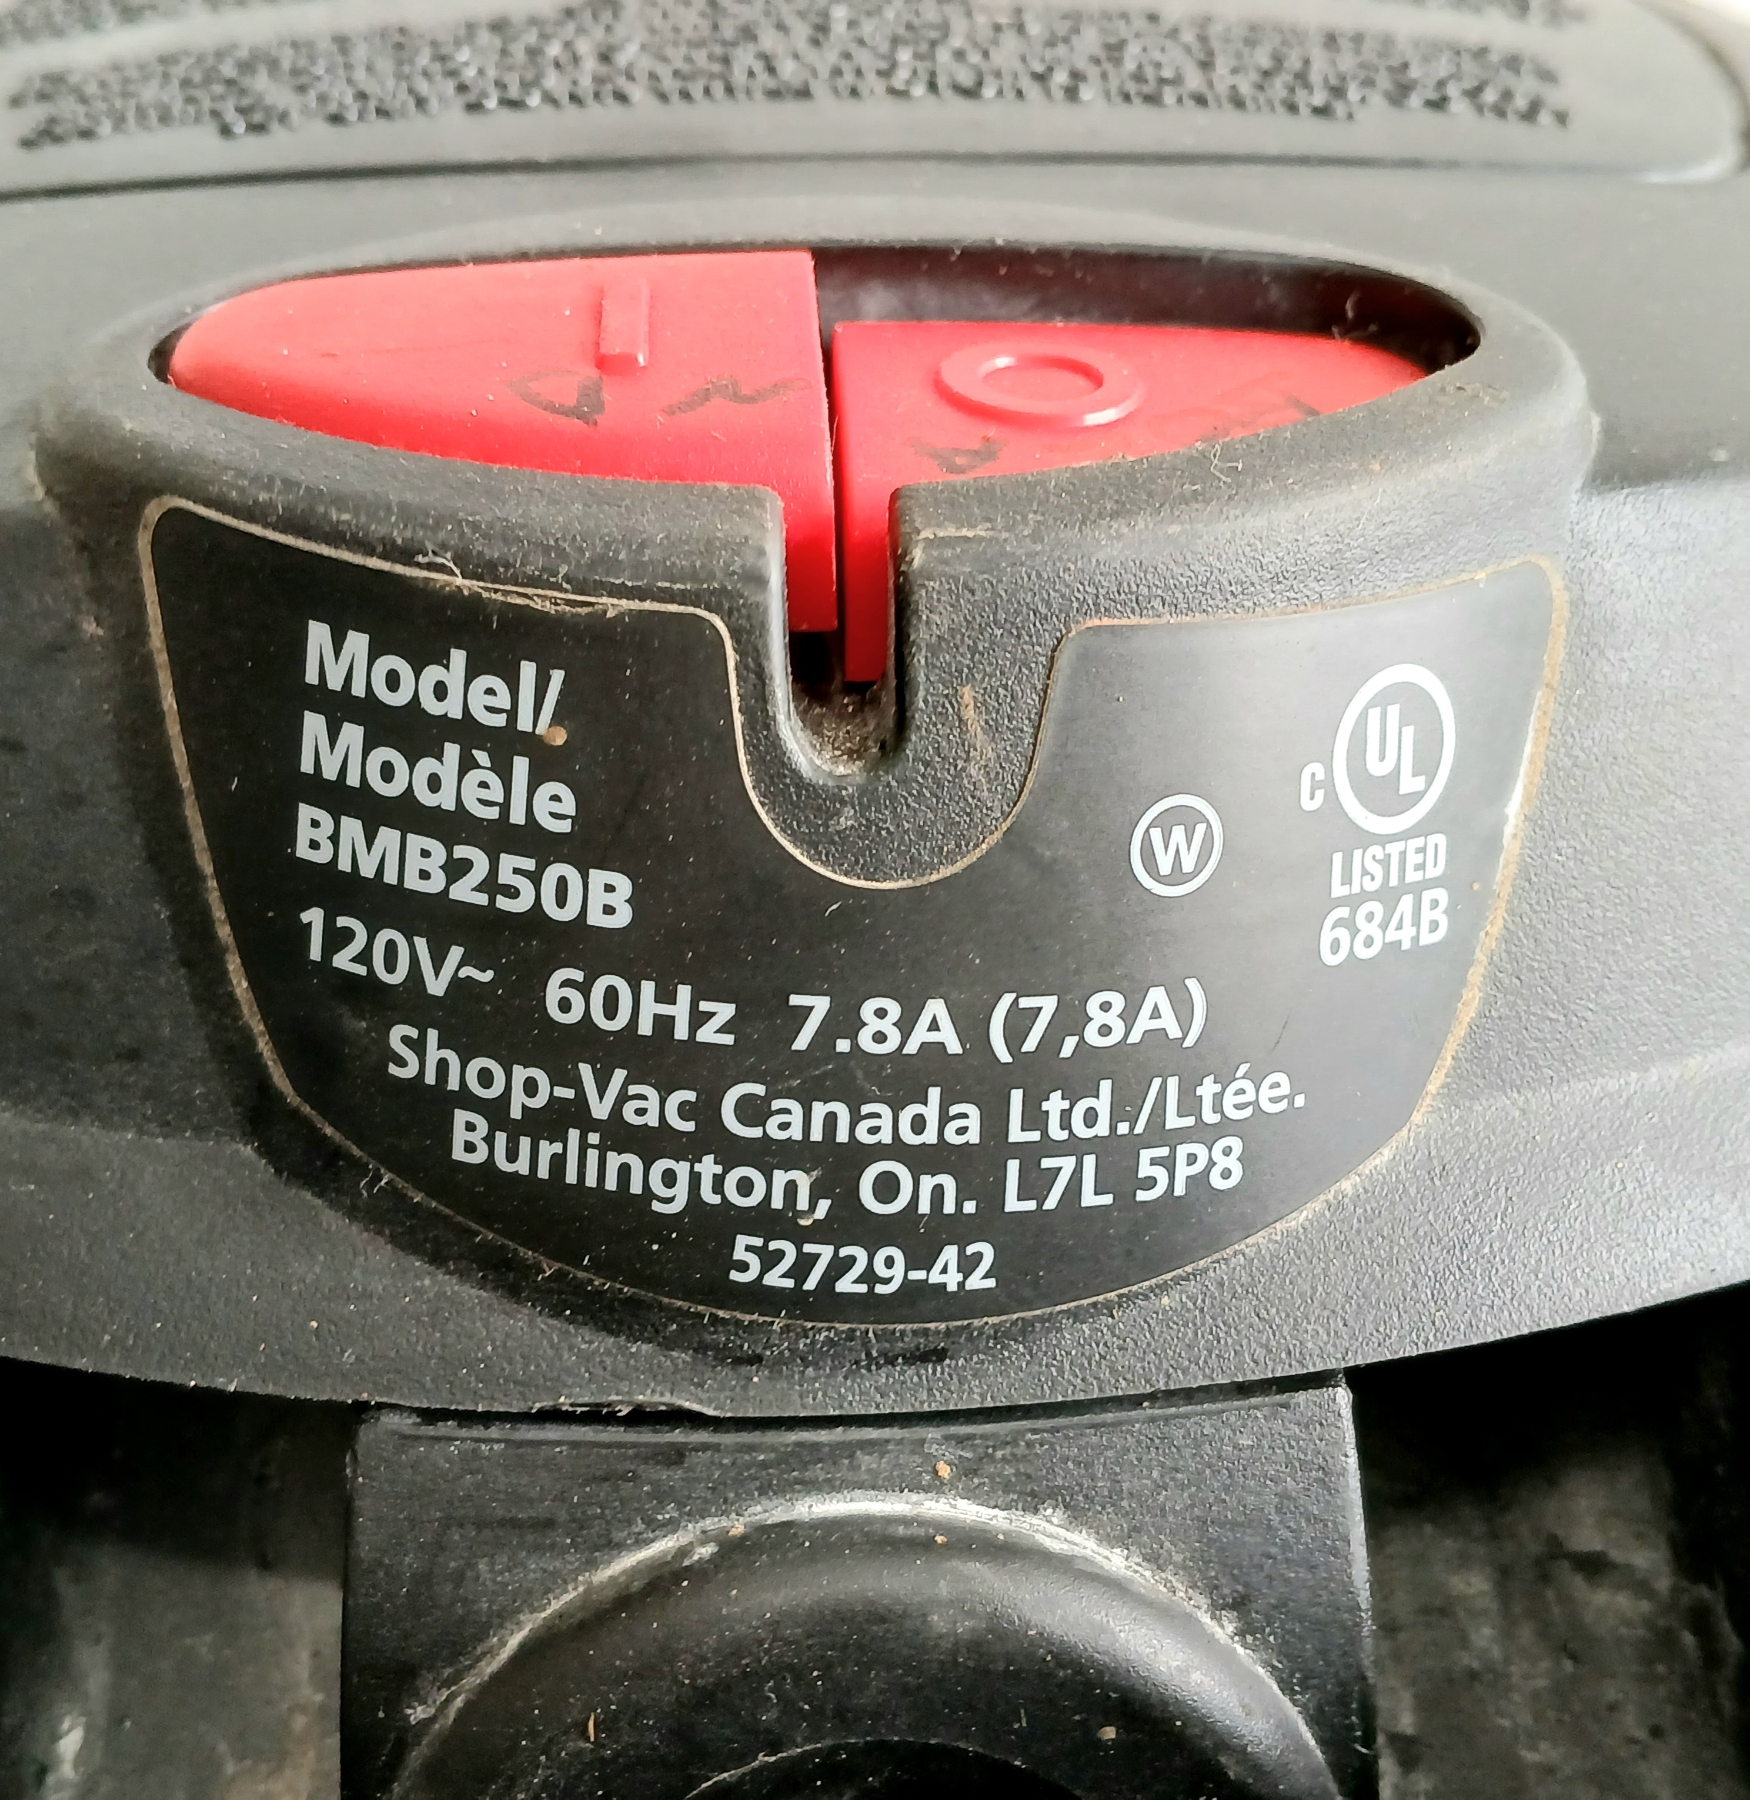 Model/
Modèle
BMB250B
120V~ 60Hz 7.8A (7,8A)
Shop-Vac Canada Ltd./Ltée.
Burlington, On. L7L 5P8
52729-42
W
C UL
LISTED
684B